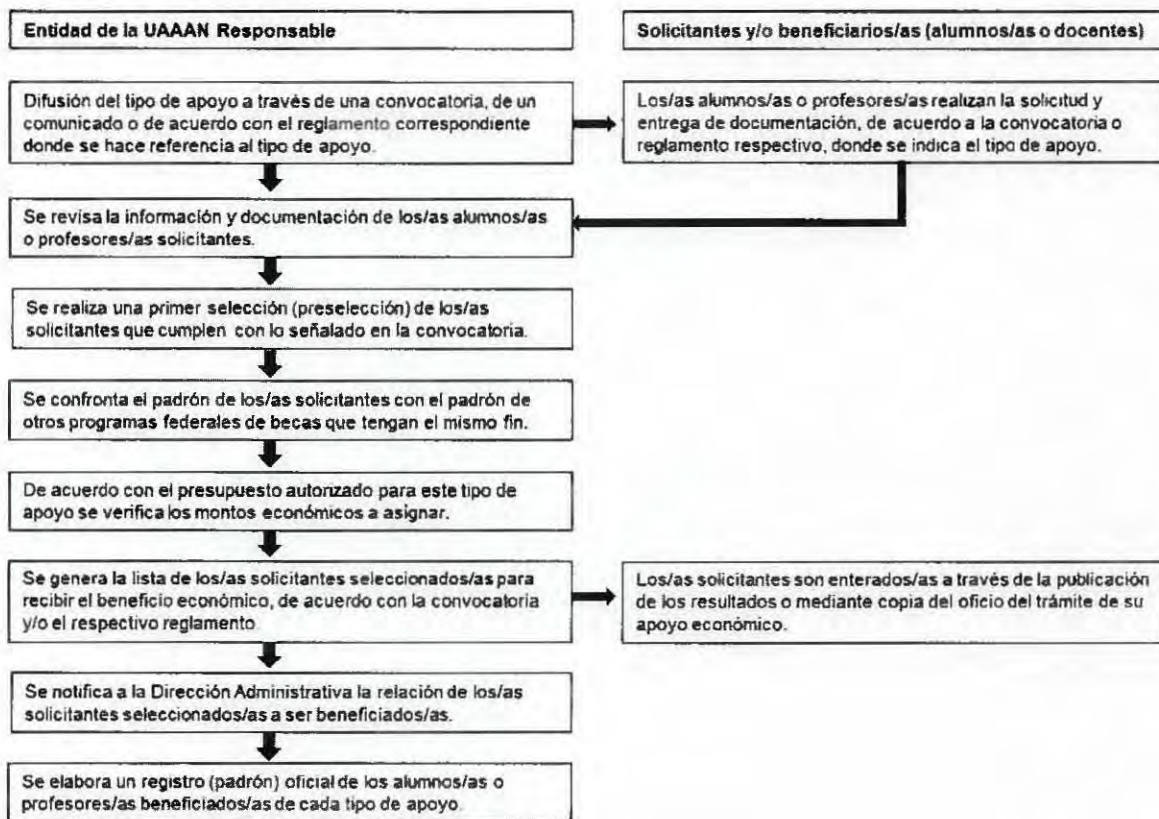 Entidad de la UAAAN Responsable
Solicitantes y/o beneficiarios/as (alumnos/as o docentes)
Difusión del tipo de apoyo a través de una convocatoria, de un
comunicado o de acuerdo con el reglamento correspondiente
donde se hace referencia al tipo de apoyo.
Los/as alumnos/as o profesores/as realizan la solicitud y
entrega de documentación, de acuerdo a la convocatoria o
reglamento respectivo, donde se indica el tipo de apoyo.
Se revisa la información y documentación de los/as alumnos/as
o profesores/as solicitantes.
Se realiza una primer selección (preselección) de los/as
solicitantes que cumplen con lo señalado en la convocatoria.
Se confronta el padrón de los/as solicitantes con el padrón de
otros programas federales de becas que tengan el mismo fin.
De acuerdo con el presupuesto autorizado para este tipo de
apoyo se verifica los montos económicos a asignar.
Se genera la lista de los/as solicitantes seleccionados/as para
recibir el beneficio económico, de acuerdo con la convocatoria
y/o el respectivo reglamento.
Los/as solicitantes son enterados/as a través de la publicación
de los resultados o mediante copia del oficio del trámite de su
apoyo económico.
Se notifica a la Dirección Administrativa la relación de los/as
solicitantes seleccionados/as a ser beneficiados/as.
Se elabora un registro (padrón) oficial de los alumnos/as o
profesores/as beneficiados/as de cada tipo de apoyo.